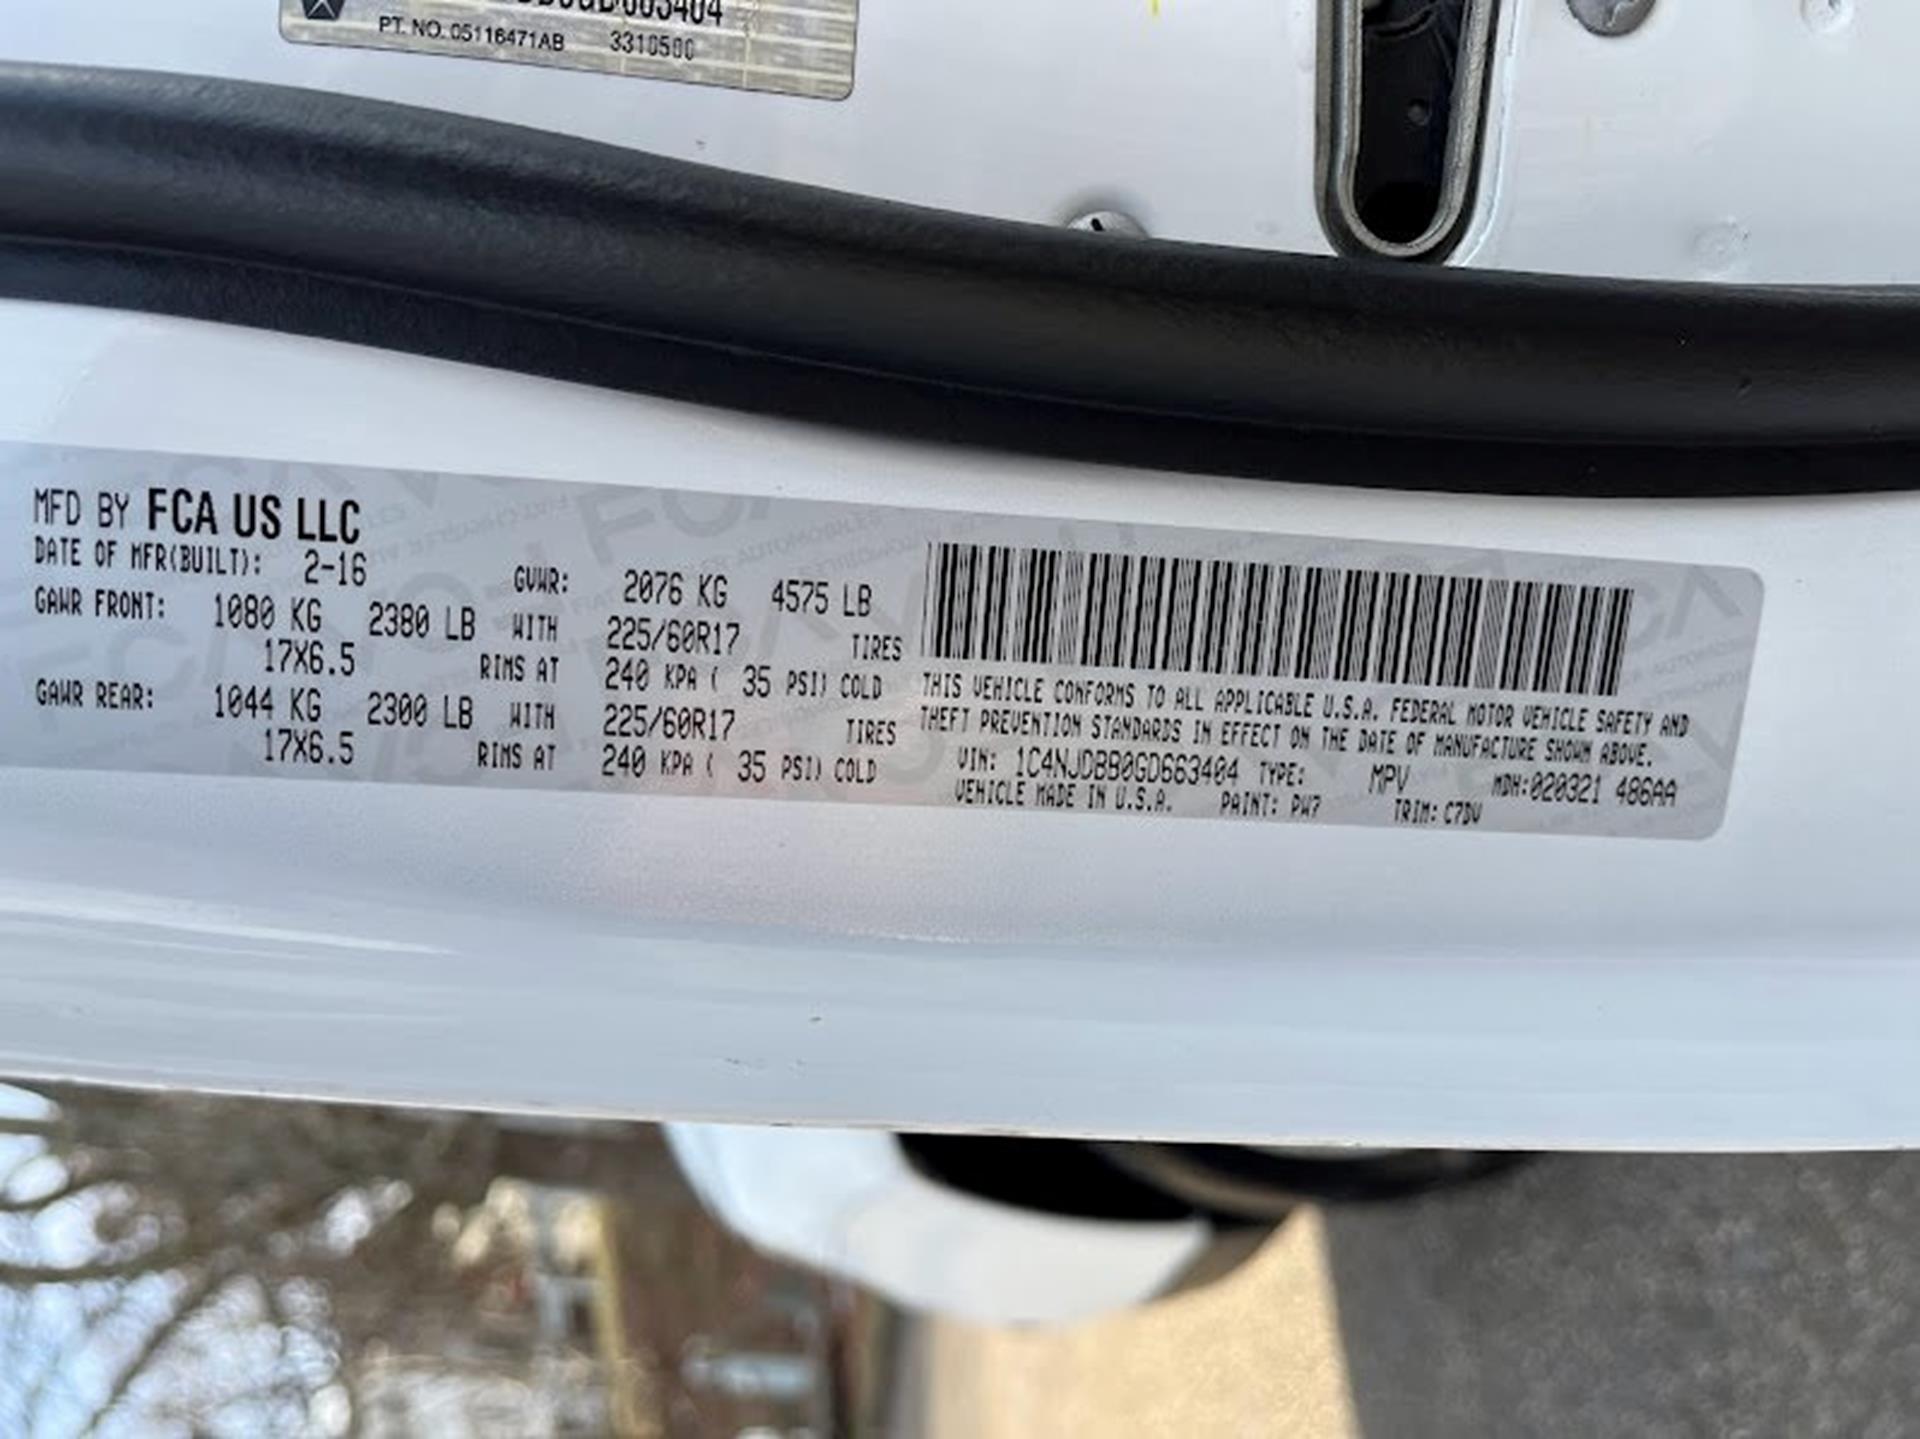 63404
PT. NO. 05116471AB 3310500
MFD BY FCA US LLC
DATE OF MFR(BUILT): 2-16 GVWR: 2076 KG 4575 LB
GAWR FRONT: 1080 KG 2380 LB WITH 225/60R17 TIRES
17X6.5 RIMS AT 240 KPA ( 35 PSI) COLD
GAWR REAR: 1044 KG 2300 LB WITH 225/60R17 TIRES
17X6.5 RIMS AT 240 KPA ( 35 PSI) COLD
THIS VEHICLE CONFORMS TO ALL APPLICABLE U.S.A. FEDERAL MOTOR VEHICLE SAFETY AND
THEFT PREVENTION STANDARDS IN EFFECT ON THE DATE OF MANUFACTURE SHOWN ABOVE.
VIN: 1C4NJDBB0GD663404 TYPE: MPV MDH:020321 486AA
VEHICLE MADE IN U.S.A. PAINT: PW7 TRIM: C7DV